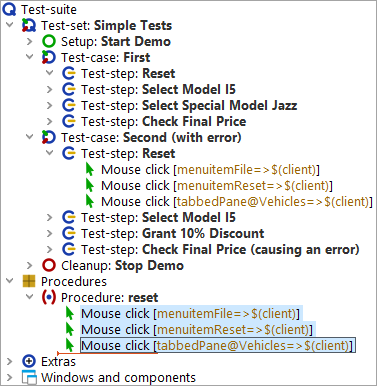 Test-suite
Test-set: Simple Tests
Setup: Start Demo
Test-case: First
Test-step: Reset
Test-step: Select Model I5
Test-step: Select Special Model Jazz
Test-step: Check Final Price
Test-case: Second (with error)
Test-step: Reset
Mouse click [menuitemFile=>$(client)]
Mouse click [menuitemReset=>$(client)]
Mouse click [tabbedPane@Vehicles=>$(client)]
Test-step: Select Model I5
Test-step: Grant 10% Discount
Test-step: Check Final Price (causing an error)
Cleanup: Stop Demo
Procedures
Procedure: reset
Mouse click [menuitemFile=>$(client)]
Mouse click [menuitemReset=>$(client)]
Mouse click [tabbedPane@Vehicles=>$(client)]
Extras
Windows and components